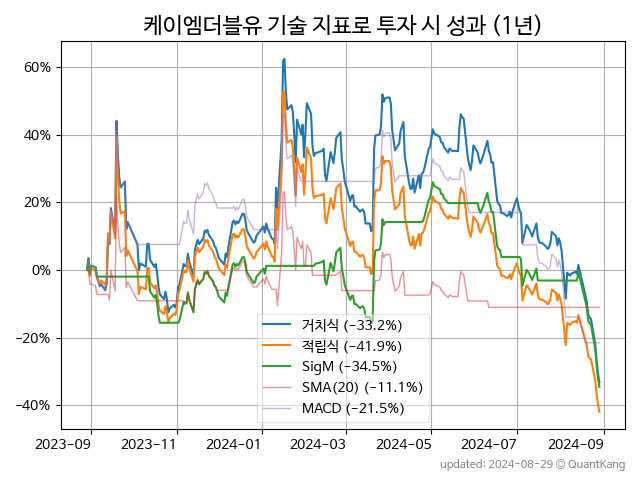 케이엠더블유 기술 지표로 투자 시 성과 (1년)
60%
40%
20%
0%
−20%
−40%
거치식 (−33.2%)
적립식 (−41.9%)
SigM (−34.5%)
SMA(20) (−11.1%)
MACD (−21.5%)
2023-09 2023-11 2024-01 2024-03 2024-05 2024-07 2024-09
updated: 2024-08-29 © QuantKang